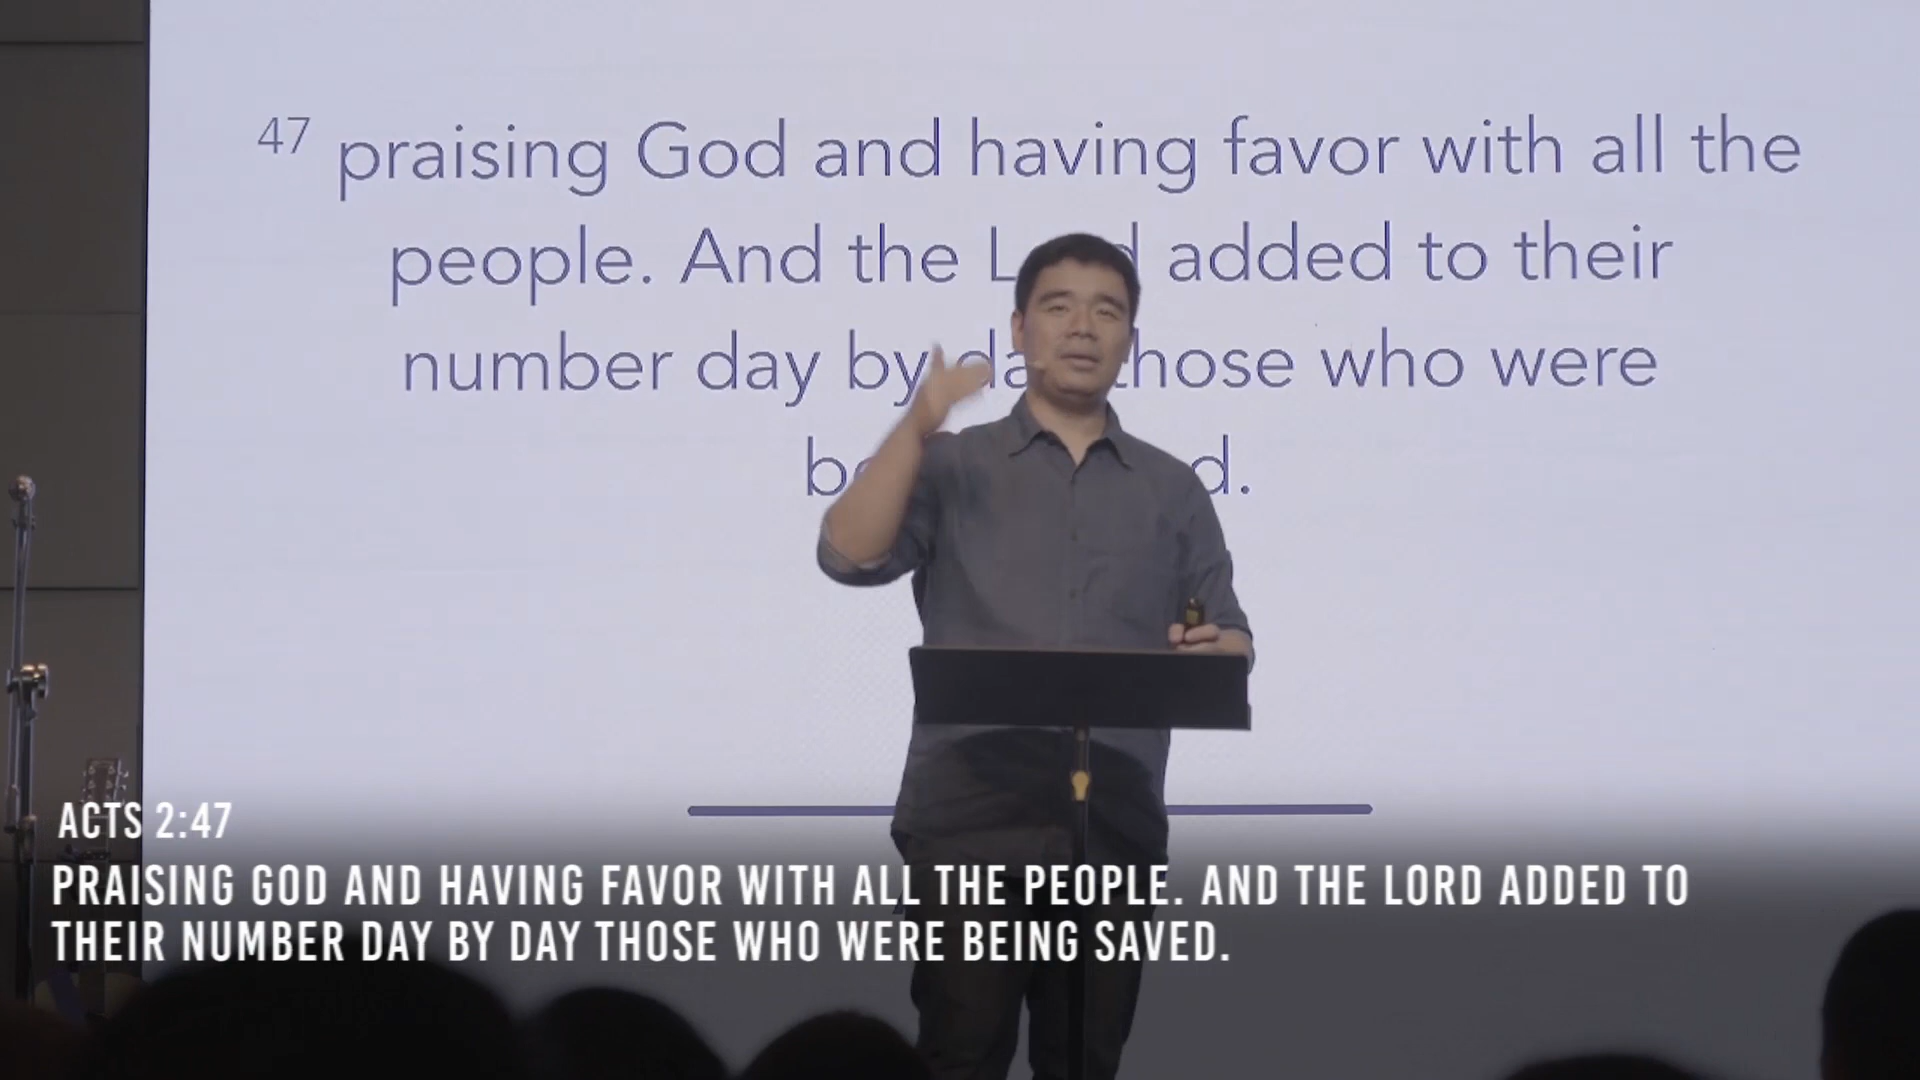 47 praising God and having favor with all the
people. And the added to their
number day by those who were
ACTS 2:47
PRAISING GOD AND HAVING FAVOR WITH ALL THE PEOPLE. AND THE LORD ADDED TO
THEIR NUMBER DAY BY DAY THOSE WHO WERE BEING SAVED.